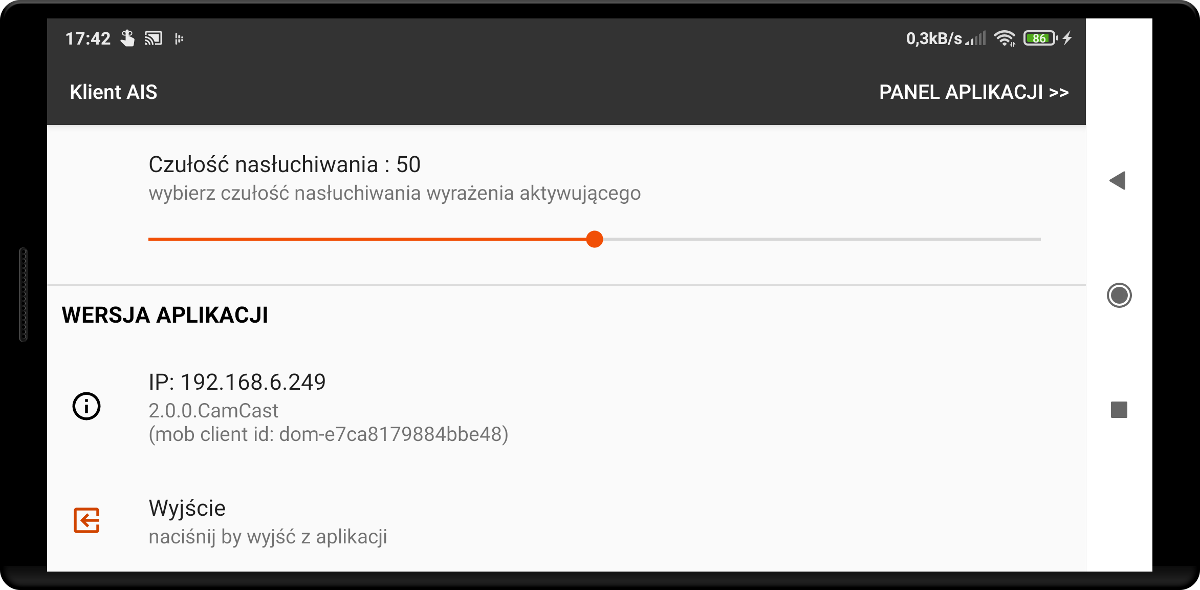 17:42
0,3kB/s
86
Klient AIS
PANEL APLIKACJI >>
Czułość nasłuchiwania : 50
wybierz czułość nasłuchiwania wyrażenia aktywującego
WERSJA APLIKACJI
IP: 192.168.6.249
2.0.0.CamCast
(mob client id: dom-e7ca8179884bbe48)
Wyjście
naciśnij by wyjść z aplikacji